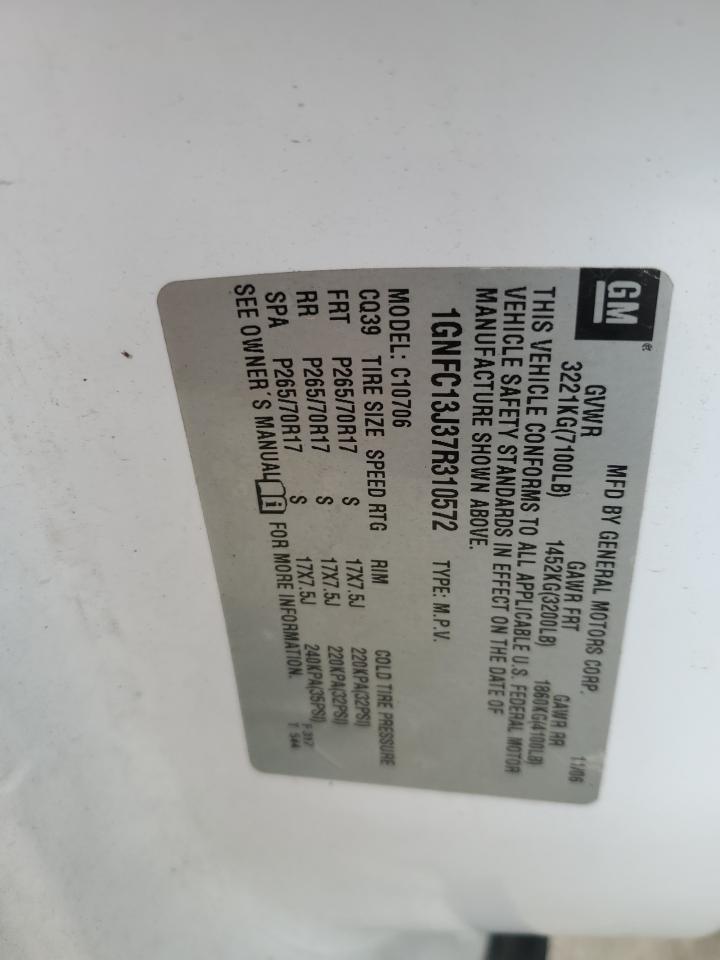 GM®
MFD BY GENERAL MOTORS CORP. 11/06
GVWR GAWR FRT GAWR RR
3221KG(7100LB) 1452KG(3200LB) 1860KG(4100LB)
THIS VEHICLE CONFORMS TO ALL APPLICABLE U.S. FEDERAL MOTOR
VEHICLE SAFETY STANDARDS IN EFFECT ON THE DATE OF
MANUFACTURE SHOWN ABOVE.
1GNFC13J37R310572 TYPE: M.P.V.
MODEL: C10706
CQ39 TIRE SIZE SPEED RTG RIM COLD TIRE PRESSURE
FRT P265/70R17 S 17X7.5J 220KPA(32PSI)
RR P265/70R17 S 17X7.5J 220KPA(32PSI)
SPA P265/70R17 S 17X7.5J 240KPA(35PSI)
SEE OWNER'S MANUAL i FOR MORE INFORMATION.